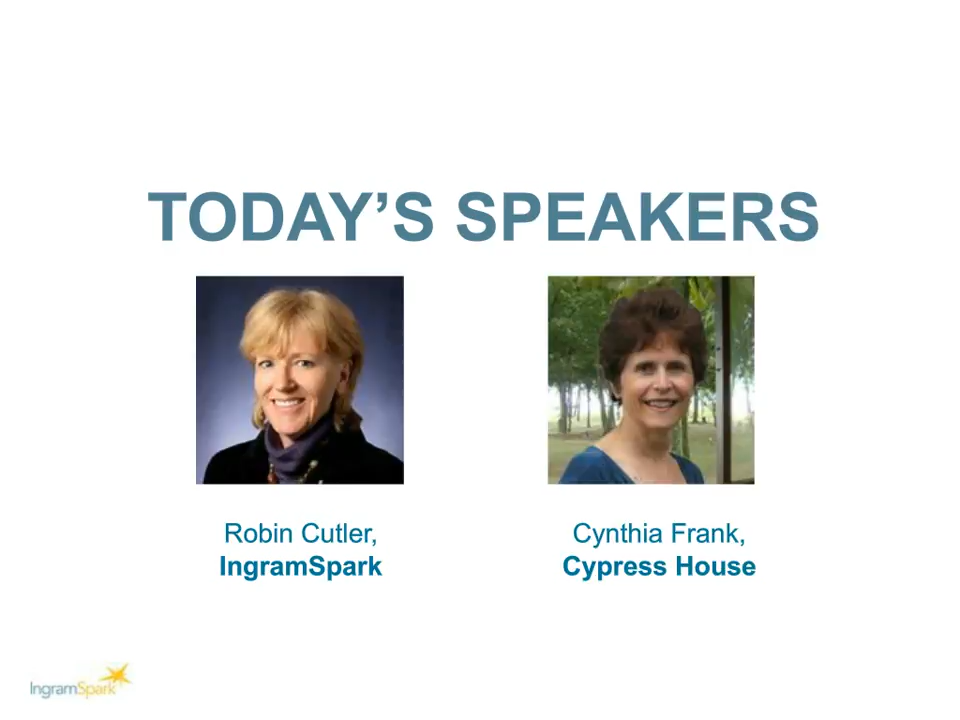 TODAY’S SPEAKERS
Robin Cutler,
IngramSpark
Cynthia Frank,
Cypress House
IngramSpark